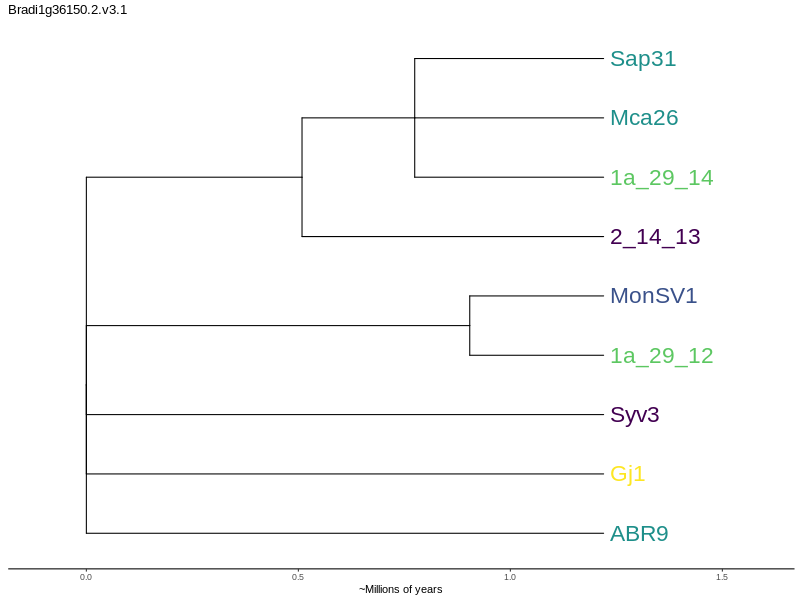 Bradi1g36150.2.v3.1
Sap31
Mca26
1a_29_14
2_14_13
MonSV1
1a_29_12
Syv3
Gj1
ABR9
0.0 0.5 1.0 1.5
~Millions of years